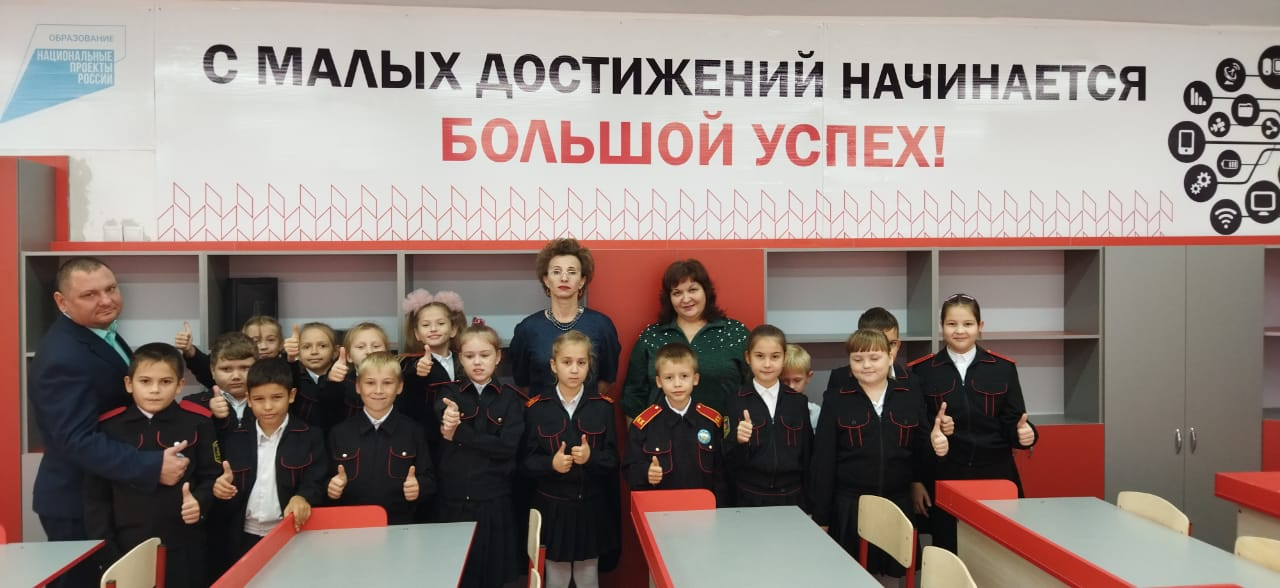 ОБРАЗОВАНИЕ
НАЦИОНАЛЬНЫЕ
ПРОЕКТЫ
РОССИИ
С МАЛЫХ ДОСТИЖЕНИЙ НАЧИНАЕТСЯ
БОЛЬШОЙ УСПЕХ!